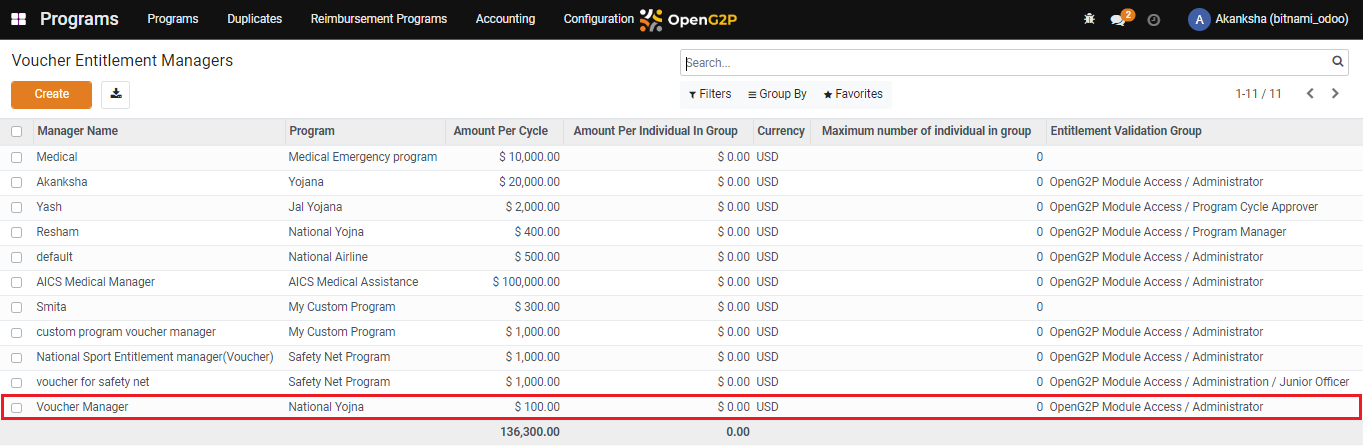 Programs Programs Duplicates Reimbursement Programs Accounting Configuration OpenG2P 2 A Akanksha (bitnami_odoo)
Voucher Entitlement Managers Search...
Create Filters Group By Favorites 1-11 / 11
Manager Name Program Amount Per Cycle Amount Per Individual In Group Currency Maximum number of individual in group Entitlement Validation Group
Medical Medical Emergency program $ 10,000.00 $ 0.00 USD 0
Akanksha Yojana $ 20,000.00 $ 0.00 USD 0 OpenG2P Module Access / Administrator
Yash Jal Yojana $ 2,000.00 $ 0.00 USD 0 OpenG2P Module Access / Program Cycle Approver
Resham National Yojna $ 400.00 $ 0.00 USD 0 OpenG2P Module Access / Program Manager
default National Airline $ 500.00 $ 0.00 USD 0 OpenG2P Module Access / Administrator
AICS Medical Manager AICS Medical Assistance $ 100,000.00 $ 0.00 USD 0 OpenG2P Module Access / Administrator
Smita My Custom Program $ 300.00 $ 0.00 USD 0
custom program voucher manager My Custom Program $ 1,000.00 $ 0.00 USD 0 OpenG2P Module Access / Administrator
National Sport Entitlement manager(Voucher) Safety Net Program $ 1,000.00 $ 0.00 USD 0 OpenG2P Module Access / Administrator
voucher for safety net Safety Net Program $ 1,000.00 $ 0.00 USD 0 OpenG2P Module Access / Administration / Junior Officer
Voucher Manager National Yojna $ 100.00 $ 0.00 USD 0 OpenG2P Module Access / Administrator
136,300.00 0.00